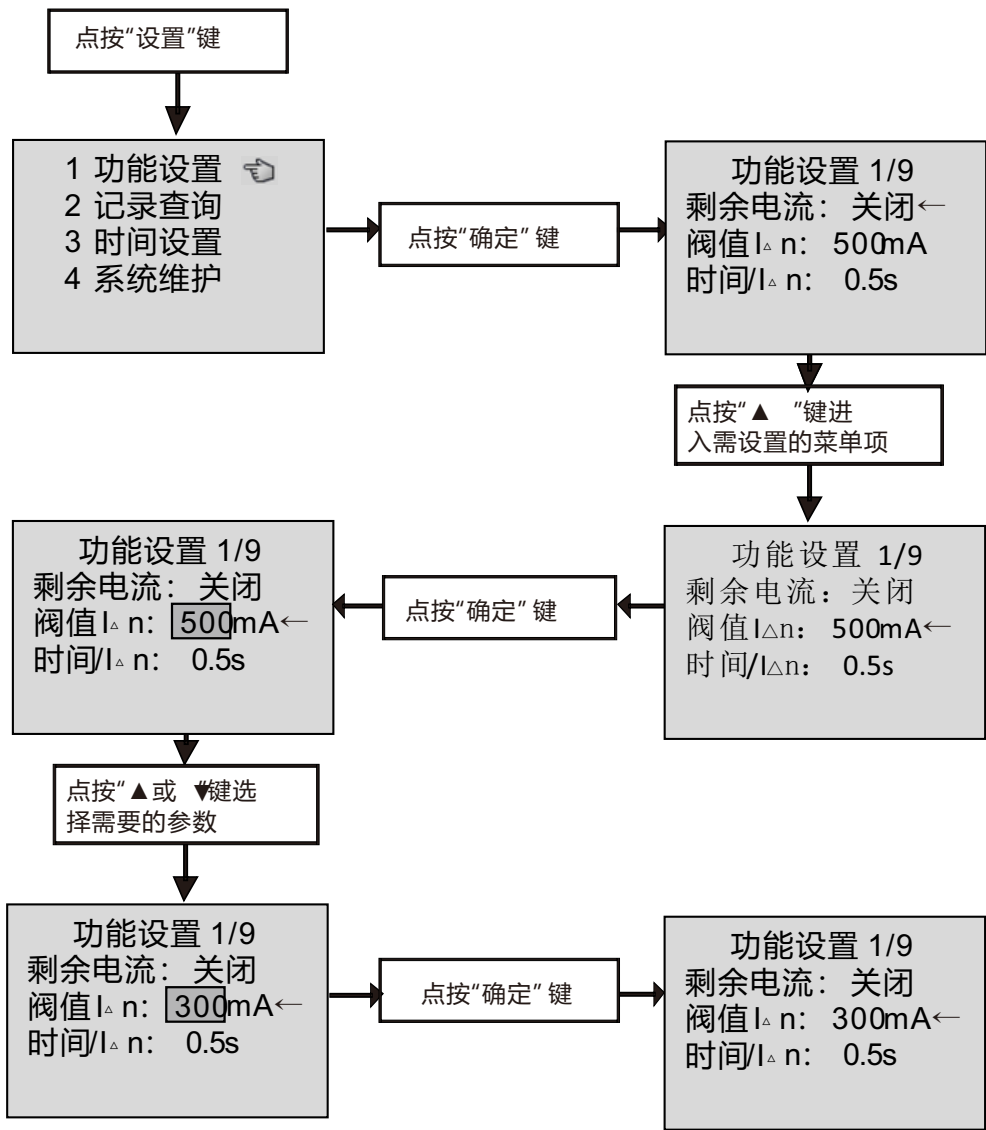 点按“设置”键
1 功能设置
2 记录查询
3 时间设置
4 系统维护
点按“确定” 键
功能设置 1/9
剩余电流： 关闭←
阀值I△n： 500mA
时间/I△n： 0.5s
点按“▲ ”键进
入需设置的菜单项
功能设置 1/9
剩余电流：关闭
阀值I△n： 500mA←
时间/I△n： 0.5s
点按“确定” 键
功能设置 1/9
剩余电流： 关闭
阀值I△n： 500mA←
时间/I△n： 0.5s
点按“▲或 ▼”键选
择需要的参数
功能设置 1/9
剩余电流： 关闭
阀值I△n： 300mA←
时间/I△n： 0.5s
点按“确定” 键
功能设置 1/9
剩余电流： 关闭
阀值I△n： 300mA←
时间/I△n： 0.5s